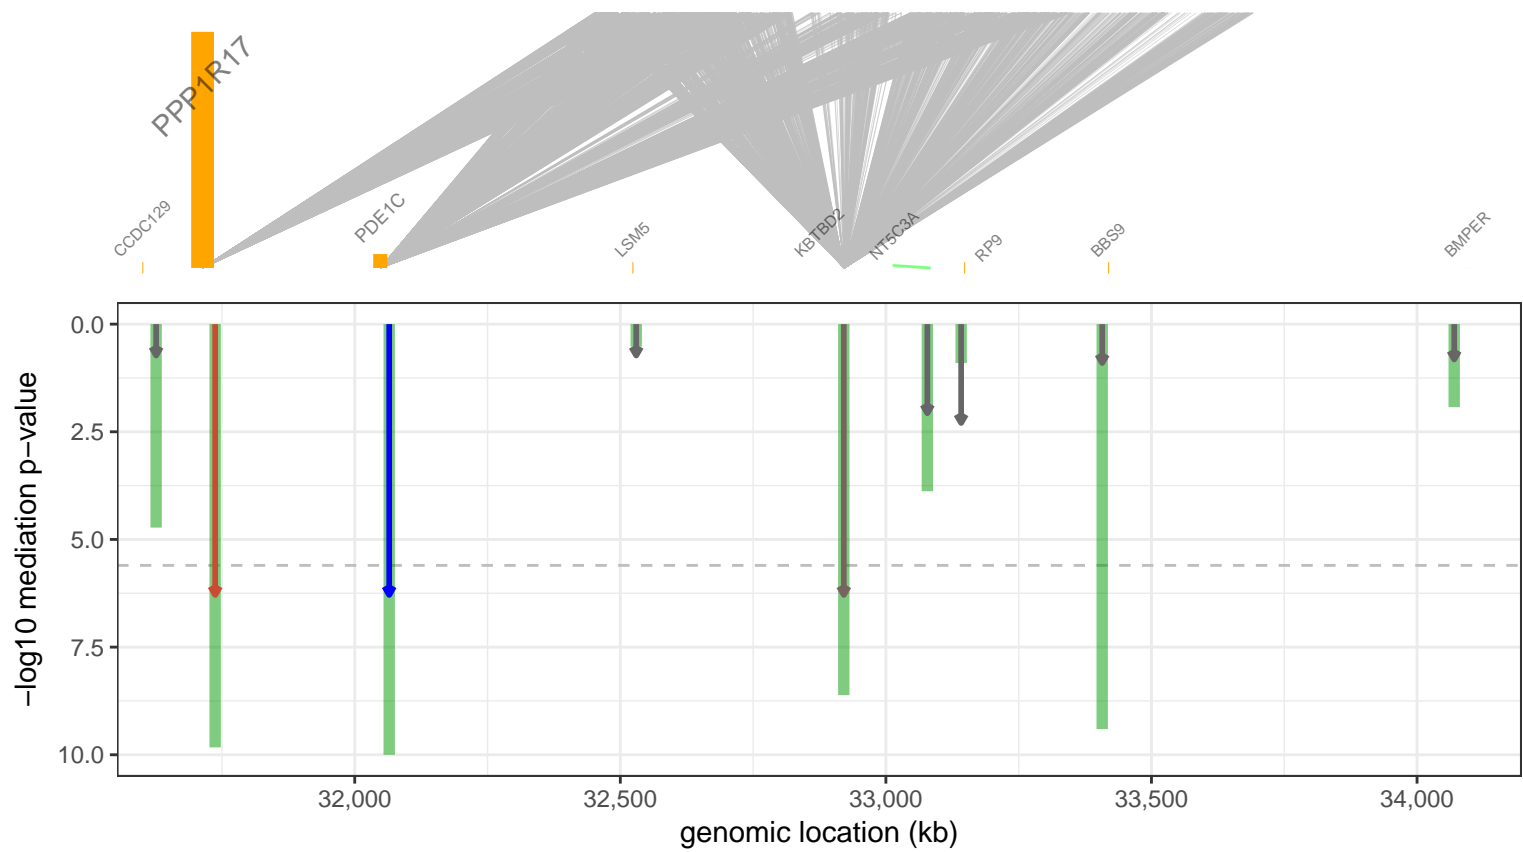 PPP1R17
CCDC129
PDE1C
LSM5
KBTBD2
NT5C3A
RP9
BBS9
BMPER
0.0
2.5
5.0
7.5
10.0
−log10 mediation p−value
32,000
32,500
33,000
33,500
34,000
genomic location (kb)